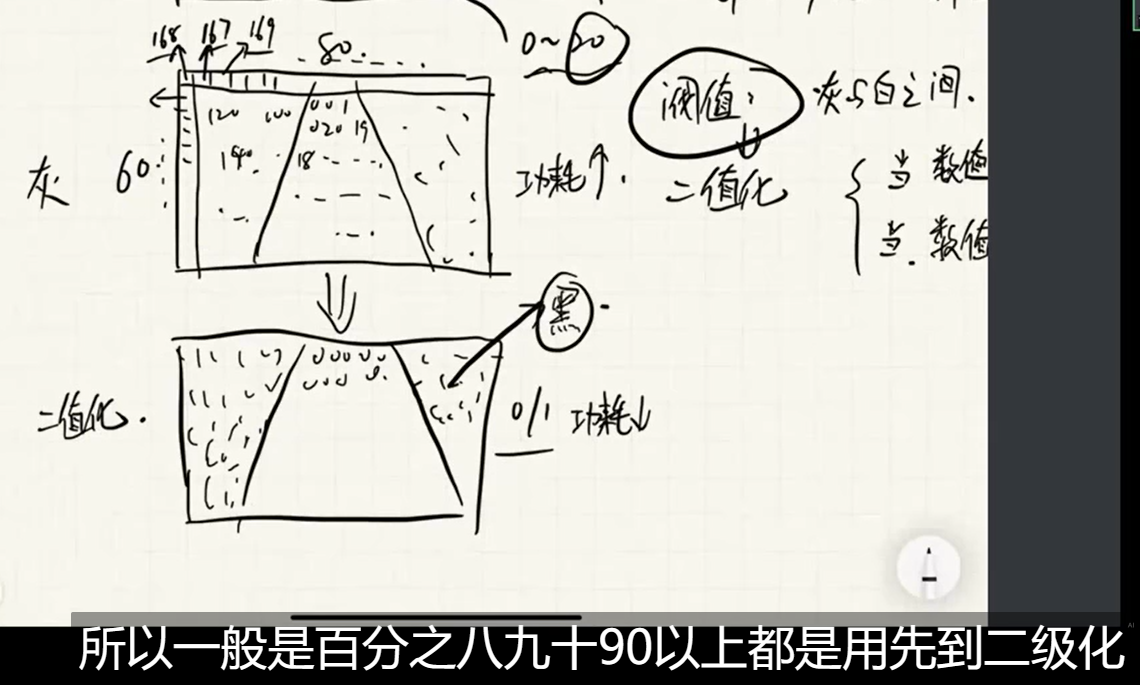 168 167 169
80
0~20
阀值:
灰与白之间.
120
001
020 19
140
18
灰
60
功耗↑.
二值化
当 数值
当. 数值
黑
二值化.
0/1 功耗↓
所以一般是百分之八九十90以上都是用先到二级化